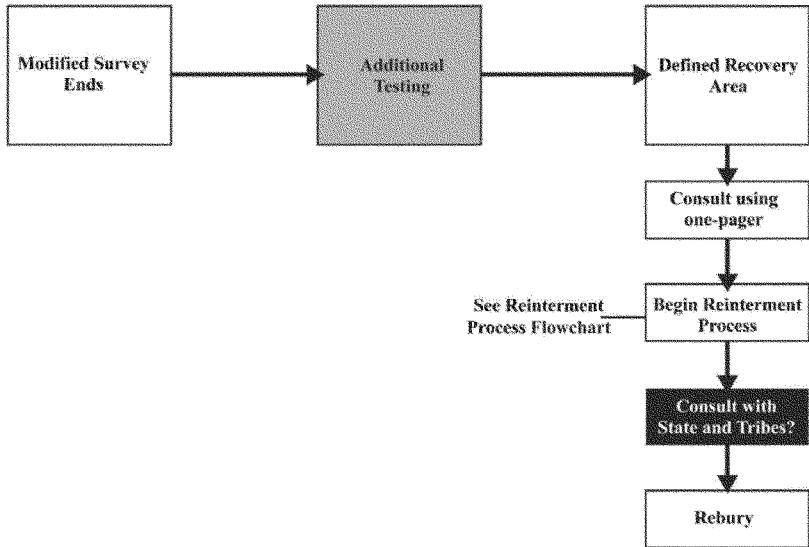 Modified Survey
Ends
Additional
Testing
Defined Recovery
Area
Consult using
one-pager
See Reinterment
Process Flowchart
Begin Reinterment
Process
Consult with
State and Tribes?
Rebury